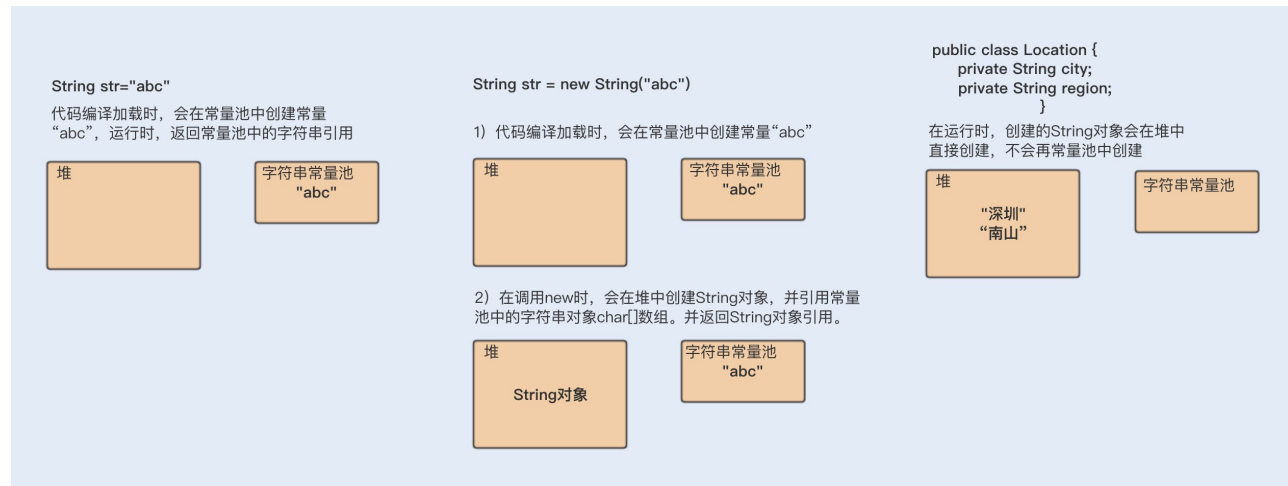 String str="abc"
代码编译加载时，会在常量池中创建常量
“abc”，运行时，返回常量池中的字符串引用
堆
字符串常量池
"abc"
String str = new String("abc")
1）代码编译加载时，会在常量池中创建常量“abc”
堆
字符串常量池
"abc"
2）在调用new时，会在堆中创建String对象，并引用常量
池中的字符串对象char[]数组。并返回String对象引用。
堆
String对象
字符串常量池
"abc"
public class Location {
private String city;
private String region;
}
在运行时，创建的String对象会在堆中
直接创建，不会再常量池中创建
堆
"深圳"
“南山”
字符串常量池